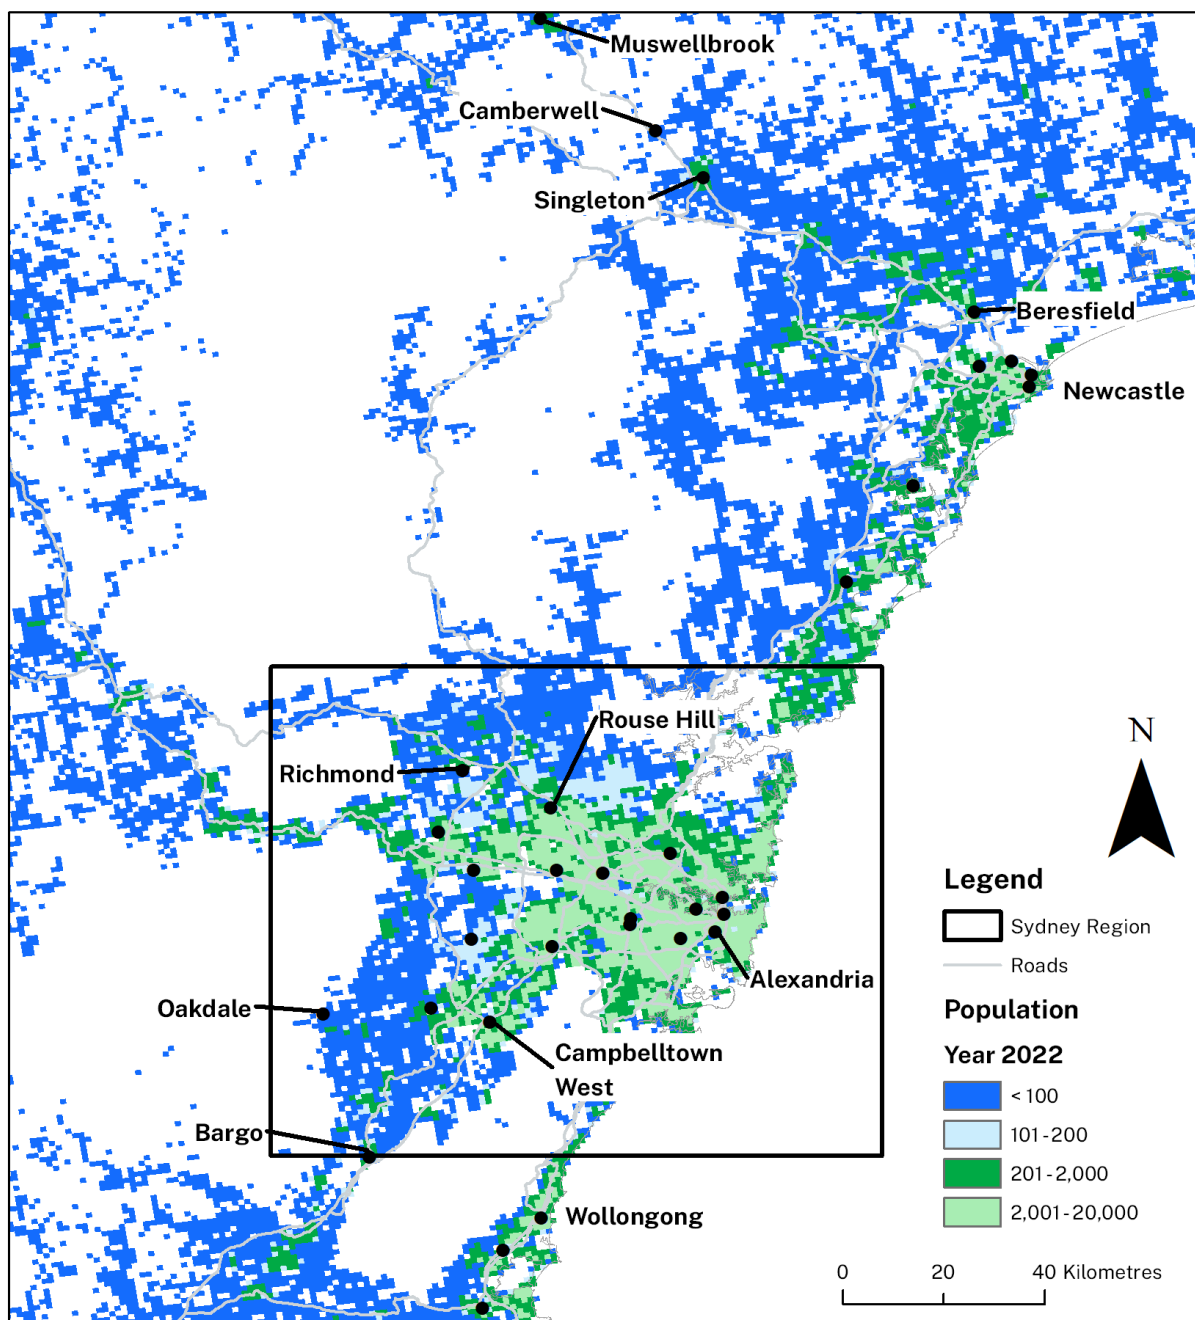 Muswellbrook
Camberwell
Singleton
Beresfield
Newcastle
Rouse Hill
Richmond
N
Legend
Sydney Region
Roads
Alexandria
Oakdale
Population
Campbelltown
West
Year 2022
<100
101-200
Bargo
201-2,000
2,001-20,000
Wollongong
0 20 40 Kilometres